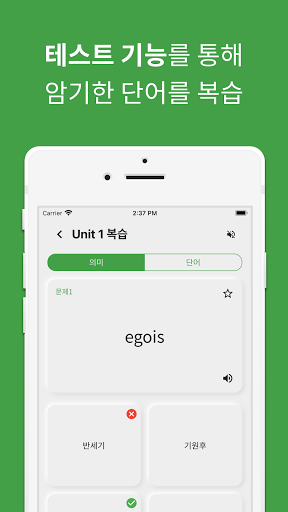 테스트 기능를 통해
암기한 단어를 복습
Carrier 2:37 PM
Unit 1 복습
의미 단어
문제1
egois
반세기 기원후